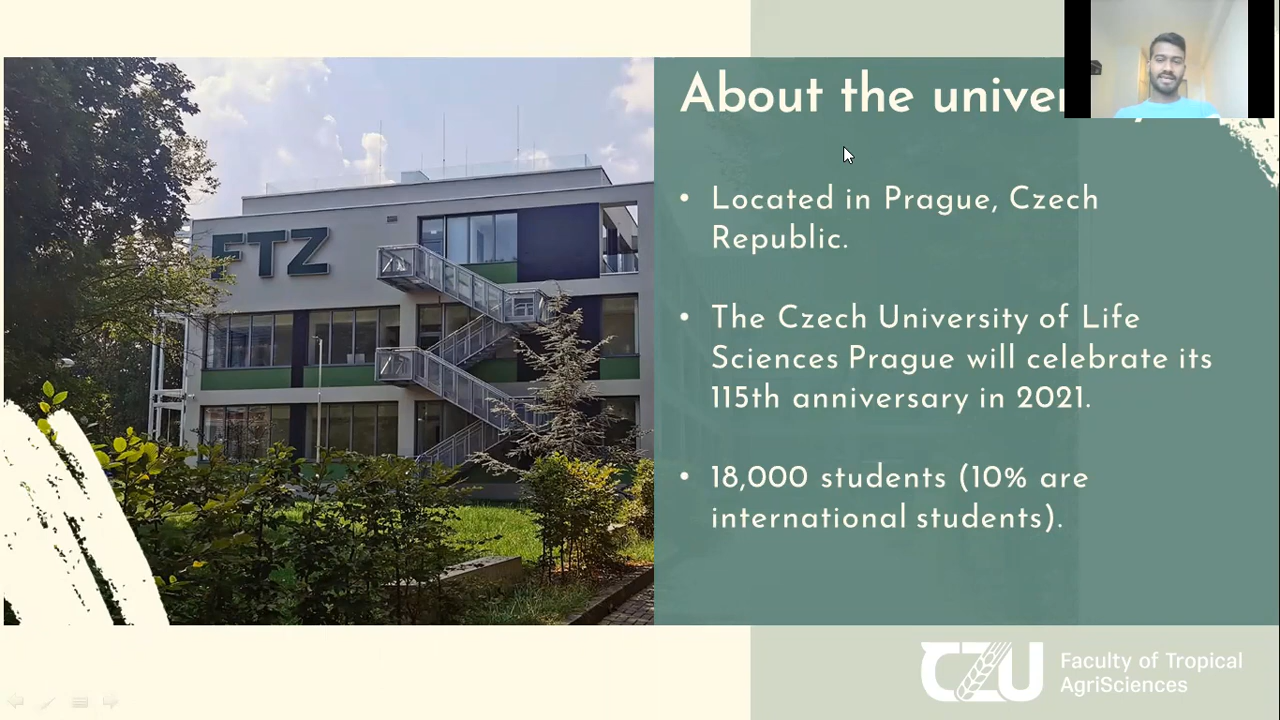 About the
FTZ
• Located in Prague, Czech
Republic.
• The Czech University of Life
Sciences Prague will celebrate its
115th anniversary in 2021.
• 18,000 students (10% are
international students).
CZU
Faculty of Tropical
AgriSciences